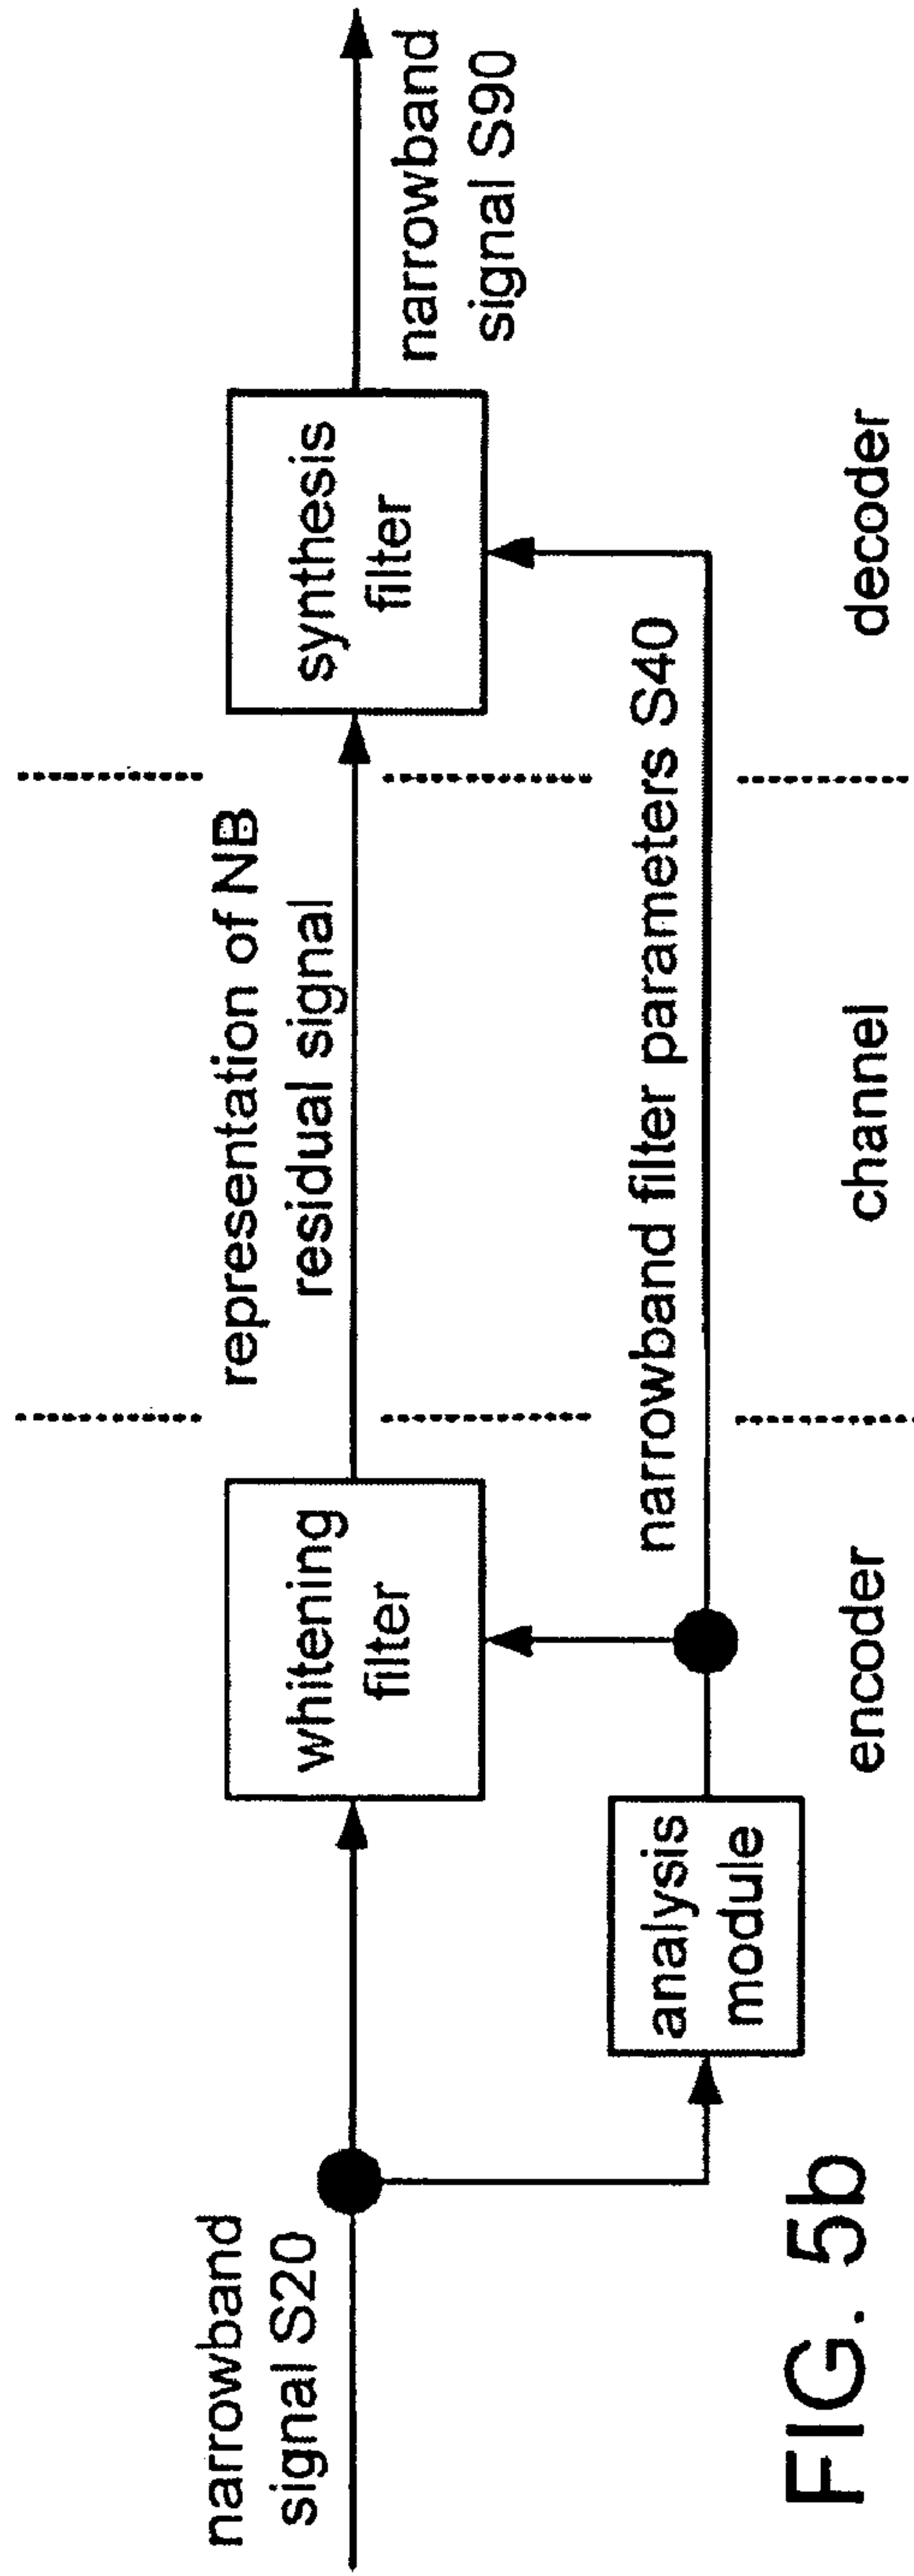 narrowband
signal S20
whitening
filter
analysis
module
representation of NB
residual signal
narrowband filter parameters S40
synthesis
filter
narrowband
signal S90
encoder
channel
decoder
FIG. 5b